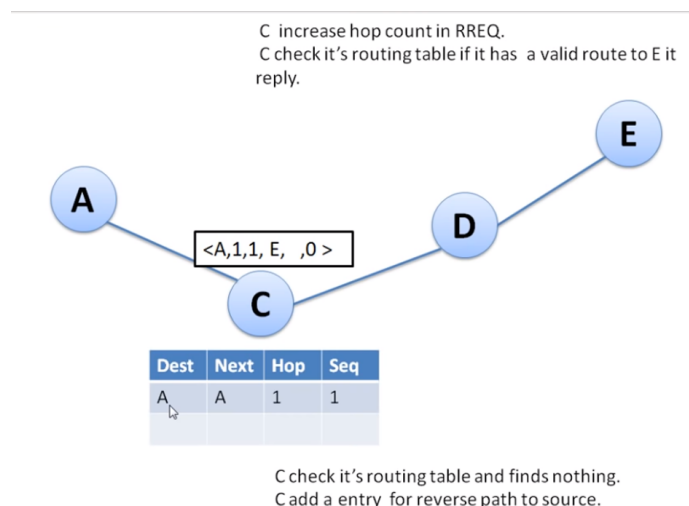 C increase hop count in RREQ.
C check it's routing table if it has a valid route to E it
reply.
E
A
D
<A,1,1, E, ,0 >
C
Dest Next Hop Seq
A A 1 1
C check it's routing table and finds nothing.
C add a entry for reverse path to source.